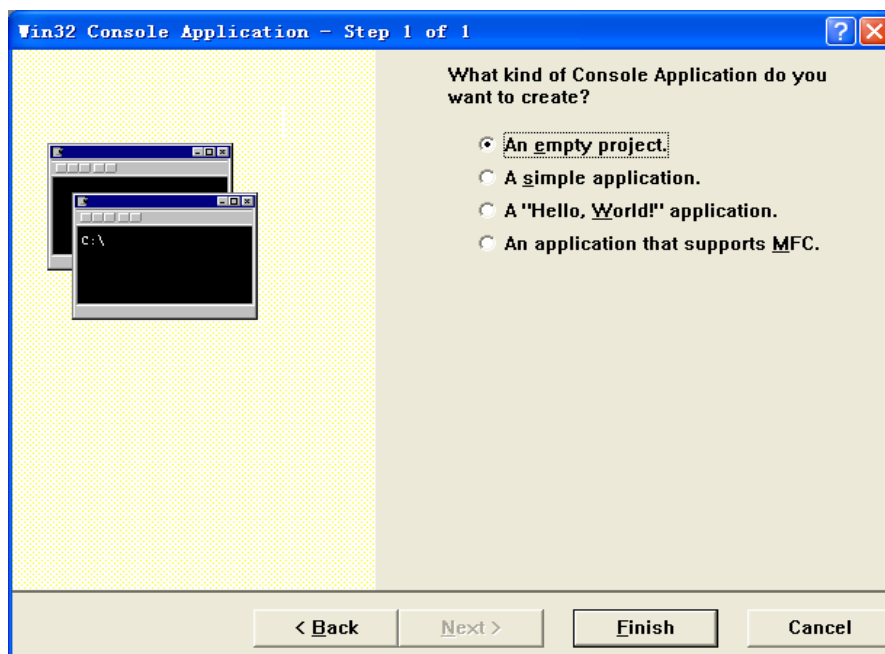 Win32 Console Application - Step 1 of 1
What kind of Console Application do you
want to create?
An empty project.
A simple application.
A "Hello, World!" application.
An application that supports MFC.
C:\
< Back
Next >
Finish
Cancel